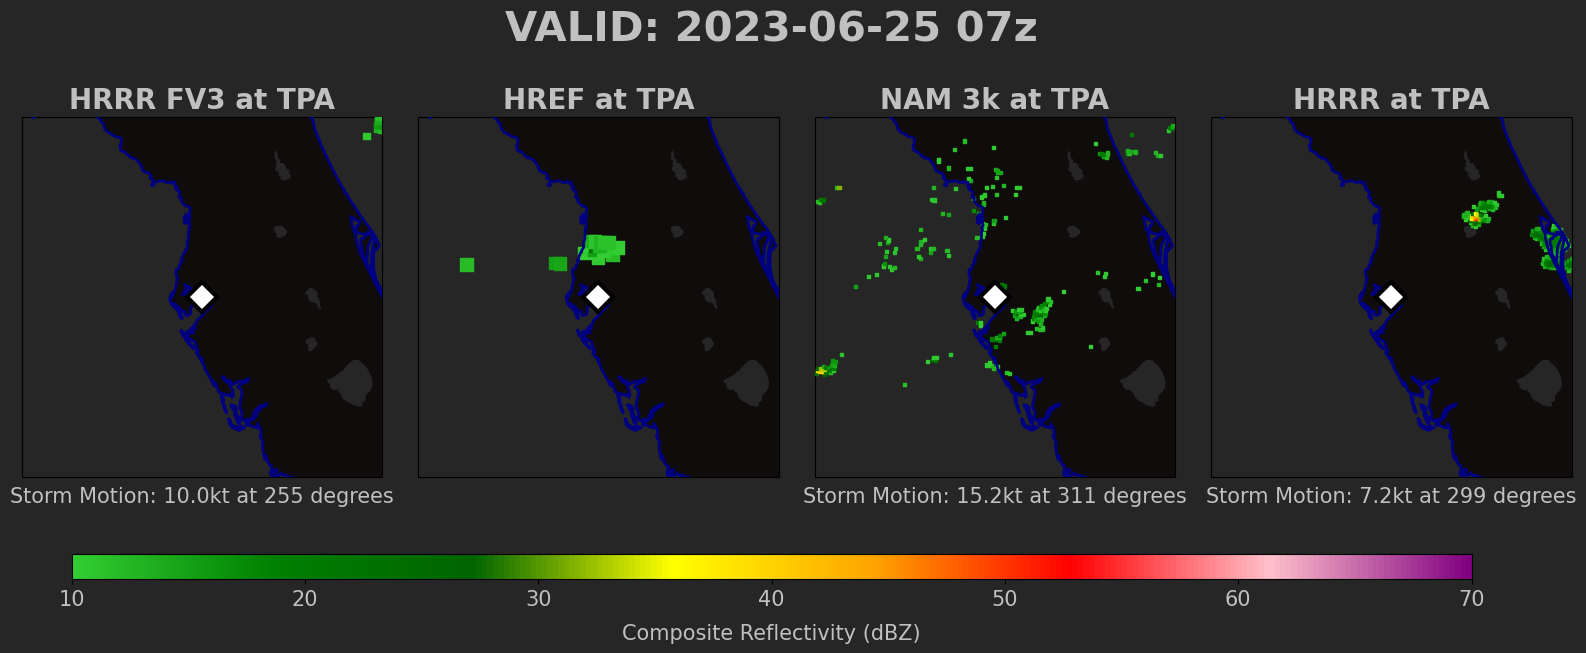 VALID: 2023-06-25 07z
HRRR FV3 at TPA
HREF at TPA
NAM 3k at TPA
HRRR at TPA
Storm Motion: 10.0kt at 255 degrees
Storm Motion: 15.2kt at 311 degrees
Storm Motion: 7.2kt at 299 degrees
10 20 30 40 50 60 70
Composite Reflectivity (dBZ)